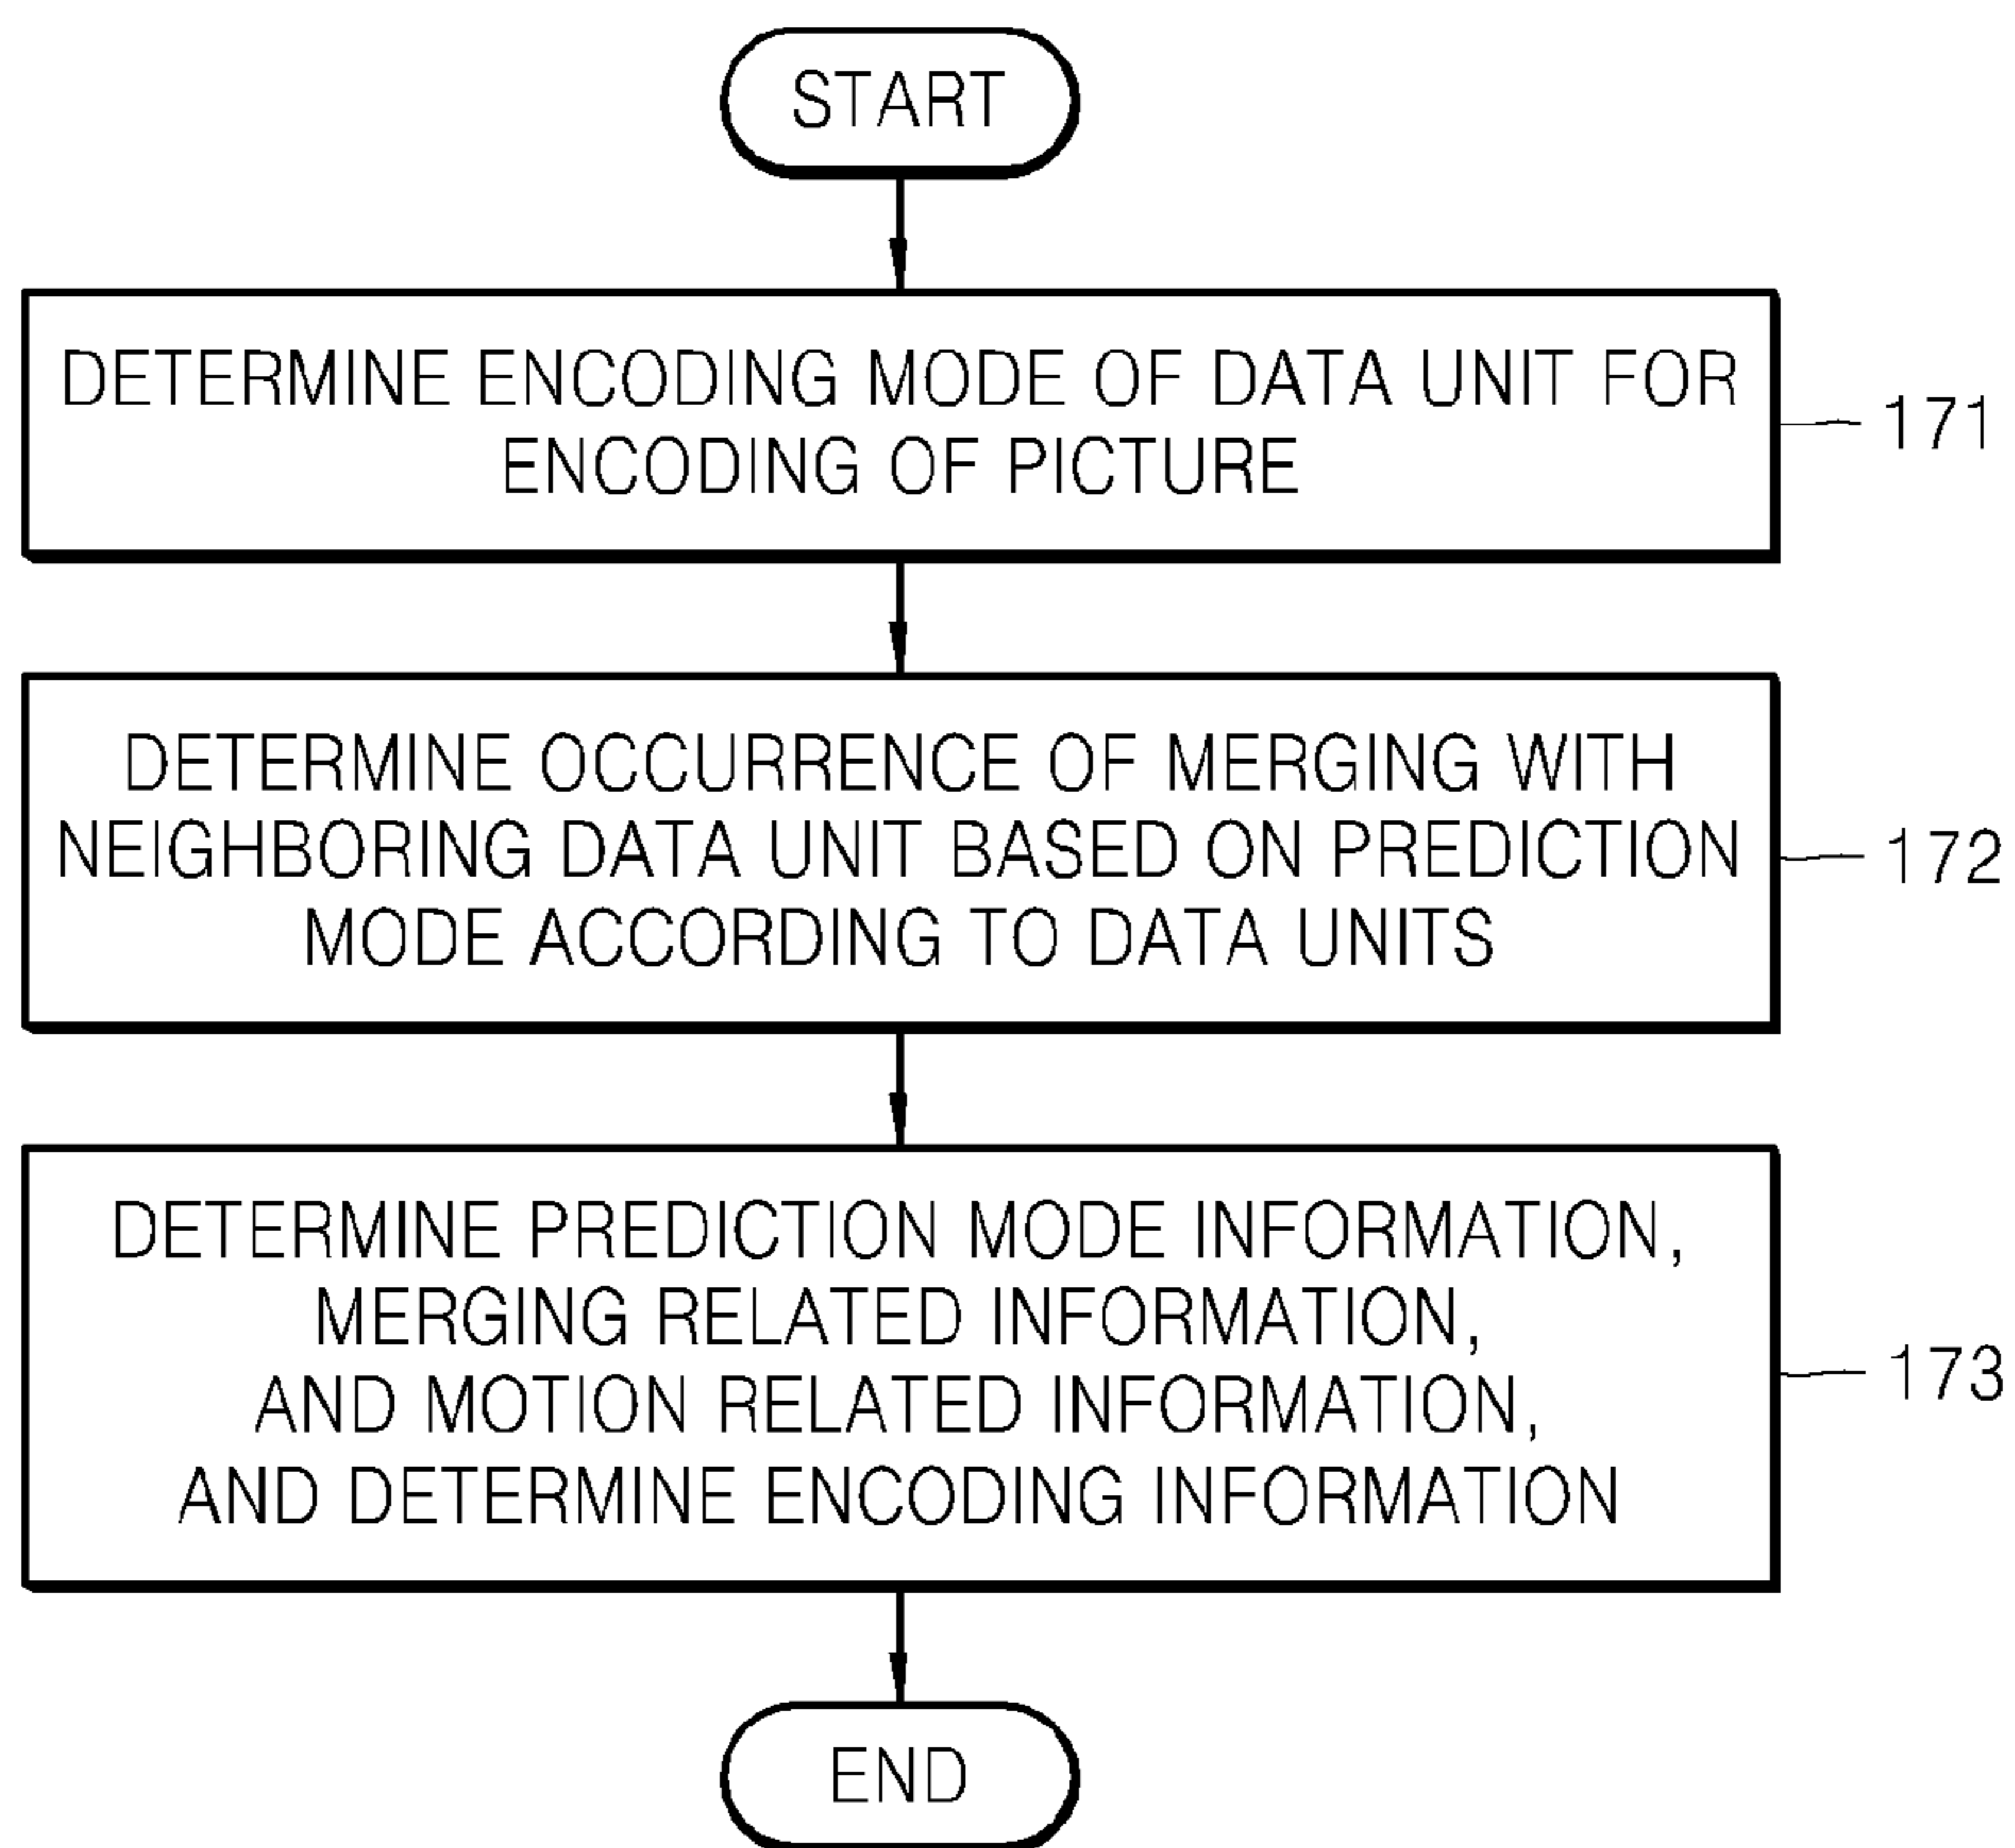 START
DETERMINE ENCODING MODE OF DATA UNIT FOR
ENCODING OF PICTURE
171
DETERMINE OCCURRENCE OF MERGING WITH
NEIGHBORING DATA UNIT BASED ON PREDICTION
MODE ACCORDING TO DATA UNITS
172
DETERMINE PREDICTION MODE INFORMATION,
MERGING RELATED INFORMATION,
AND MOTION RELATED INFORMATION,
AND DETERMINE ENCODING INFORMATION
173
END